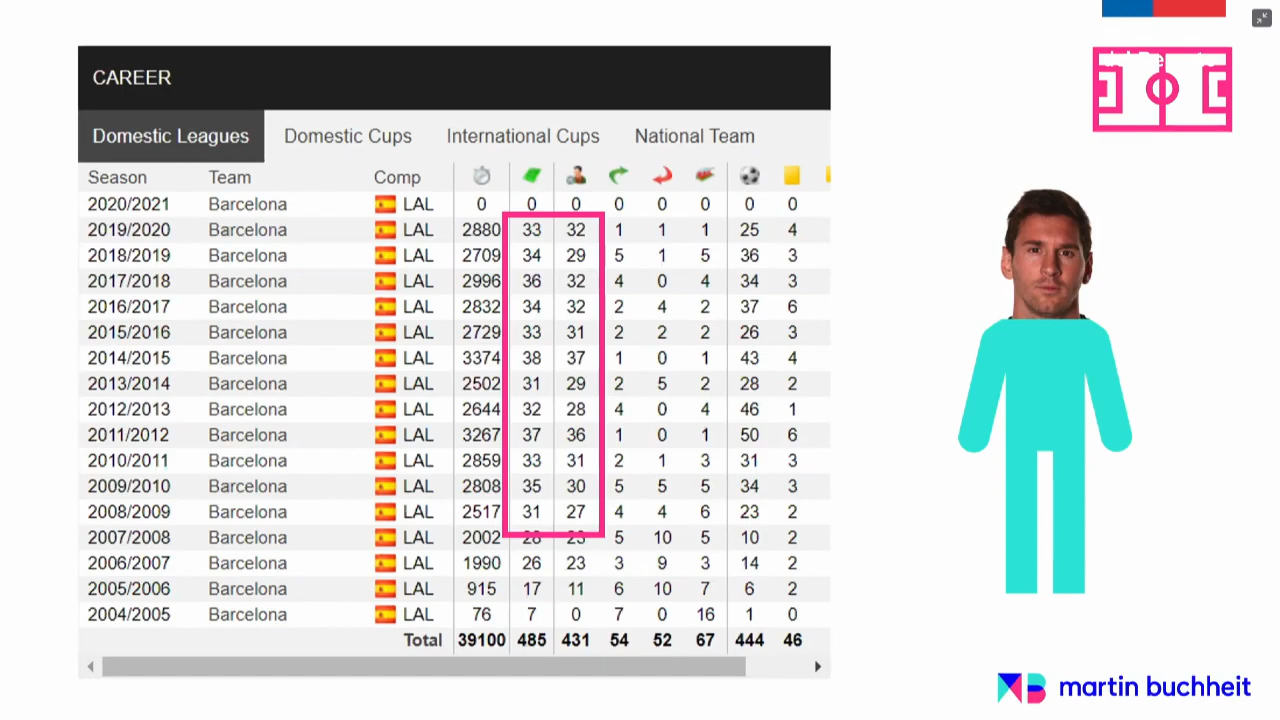 CAREER
Domestic Leagues Domestic Cups International Cups National Team
Season Team Comp
2020/2021 Barcelona LAL 0 0 0 0 0 0 0 0
2019/2020 Barcelona LAL 2880 33 32 1 1 1 25 4
2018/2019 Barcelona LAL 2709 34 29 5 1 5 36 3
2017/2018 Barcelona LAL 2996 36 32 4 0 4 34 3
2016/2017 Barcelona LAL 2832 34 32 2 4 2 37 6
2015/2016 Barcelona LAL 2729 33 31 2 2 2 26 3
2014/2015 Barcelona LAL 3374 38 37 1 0 1 43 4
2013/2014 Barcelona LAL 2502 31 29 2 5 2 28 2
2012/2013 Barcelona LAL 2644 32 28 4 0 4 46 1
2011/2012 Barcelona LAL 3267 37 36 1 0 1 50 6
2010/2011 Barcelona LAL 2859 33 31 2 1 3 31 3
2009/2010 Barcelona LAL 2808 35 30 5 5 5 34 3
2008/2009 Barcelona LAL 2517 31 27 4 4 6 23 2
2007/2008 Barcelona LAL 2002 28 23 5 10 5 10 2
2006/2007 Barcelona LAL 1990 26 23 3 9 3 14 2
2005/2006 Barcelona LAL 915 17 11 6 10 7 6 2
2004/2005 Barcelona LAL 76 7 0 7 0 16 1 0
Total 39100 485 431 54 52 67 444 46
martin buchheit